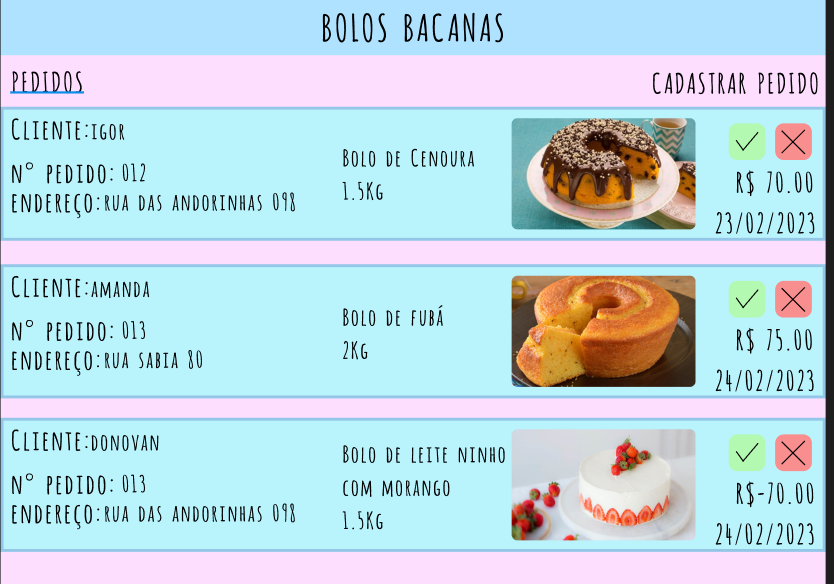 BOLOS BACANAS
PEDIDOS
CADASTRAR PEDIDO
CLIENTE:IGOR
N° PEDIDO: 012
ENDEREÇO:RUA DAS ANDORINHAS 098
BOLO DE CENOURA
1.5KG
R$ 70.00
23/02/2023
CLIENTE:AMANDA
N° PEDIDO: 013
ENDEREÇO:RUA SABIA 80
BOLO DE FUBÁ
2KG
R$ 75.00
24/02/2023
CLIENTE:DONOVAN
N° PEDIDO: 013
ENDEREÇO:RUA DAS ANDORINHAS 098
BOLO DE LEITE NINHO
COM MORANGO
1.5KG
R$-70.00
24/02/2023